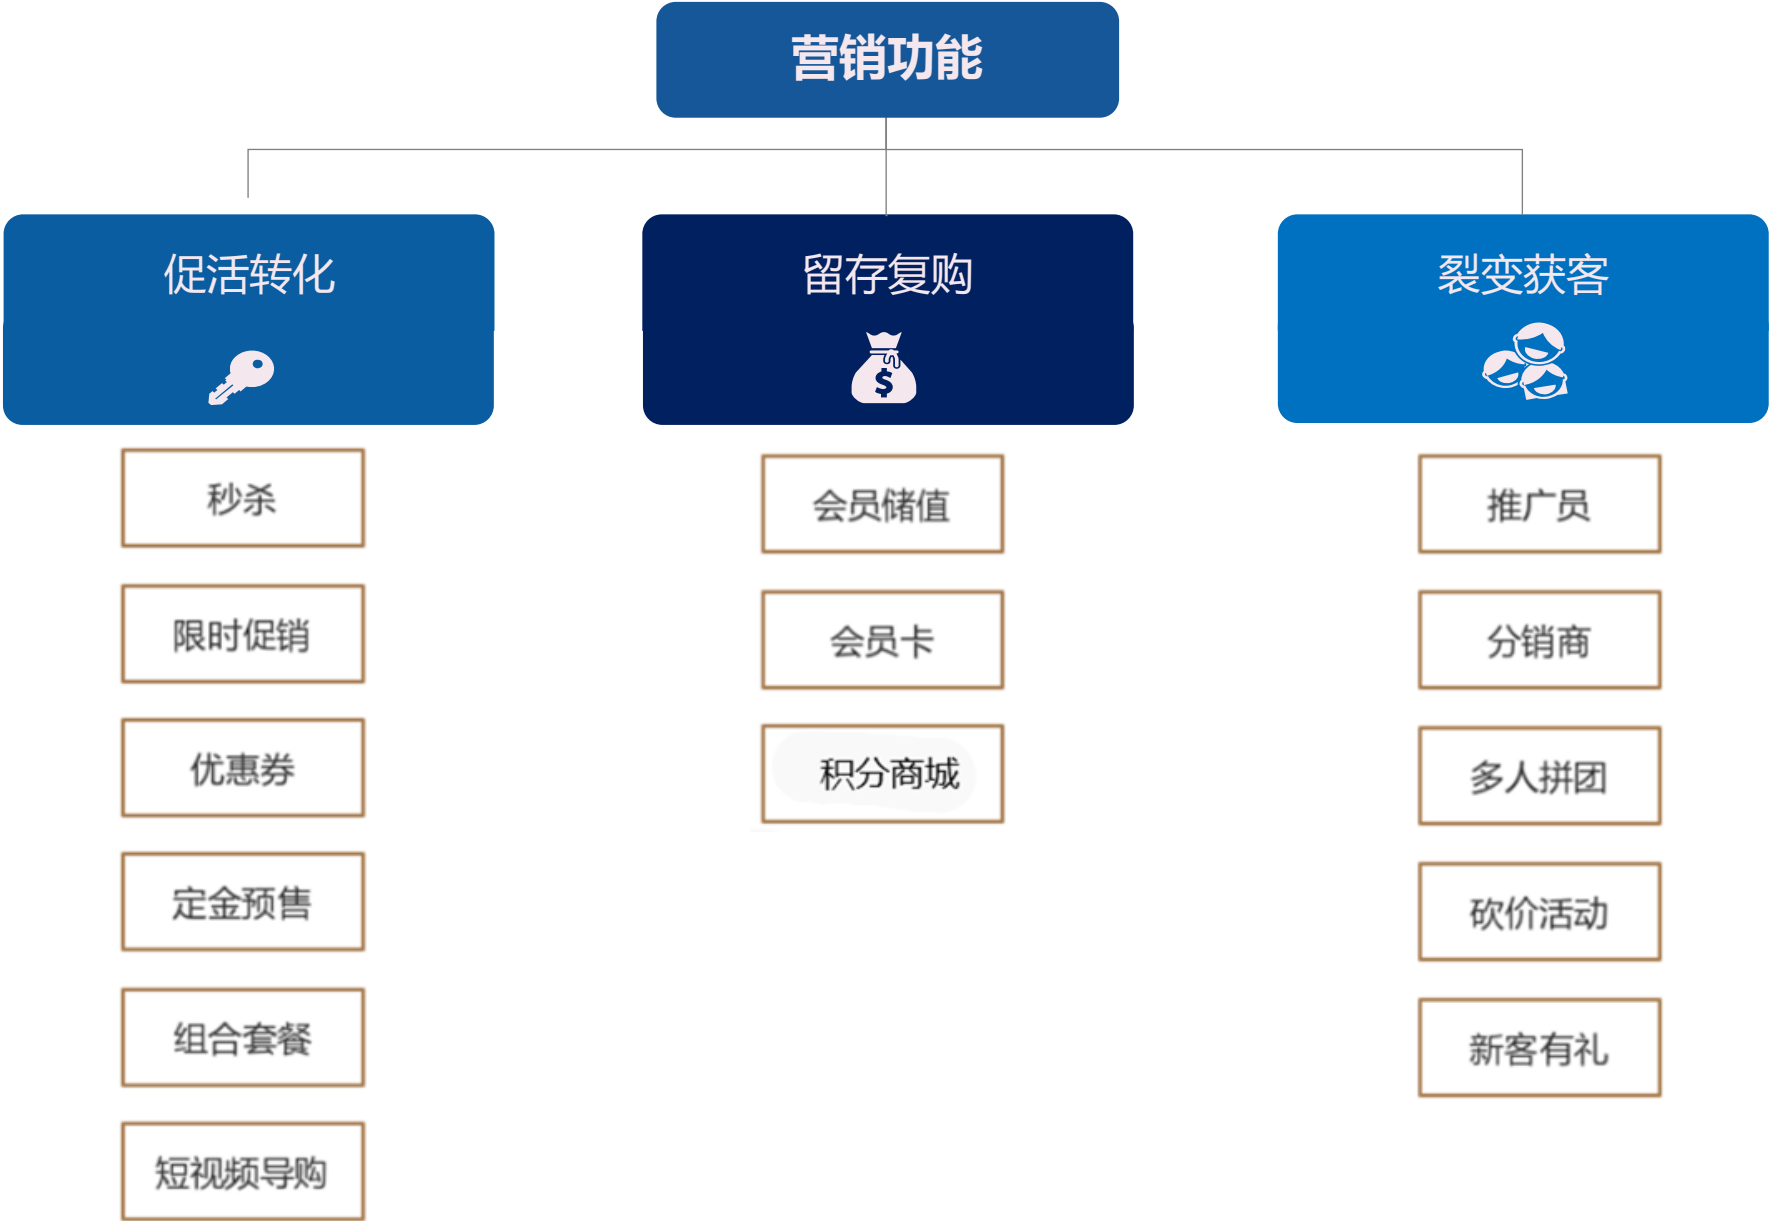 营销功能
促活转化
秒杀
限时促销
优惠券
定金预售
组合套餐
短视频导购
留存复购
$
会员储值
会员卡
积分商城
裂变获客
推广员
分销商
多人拼团
砍价活动
新客有礼